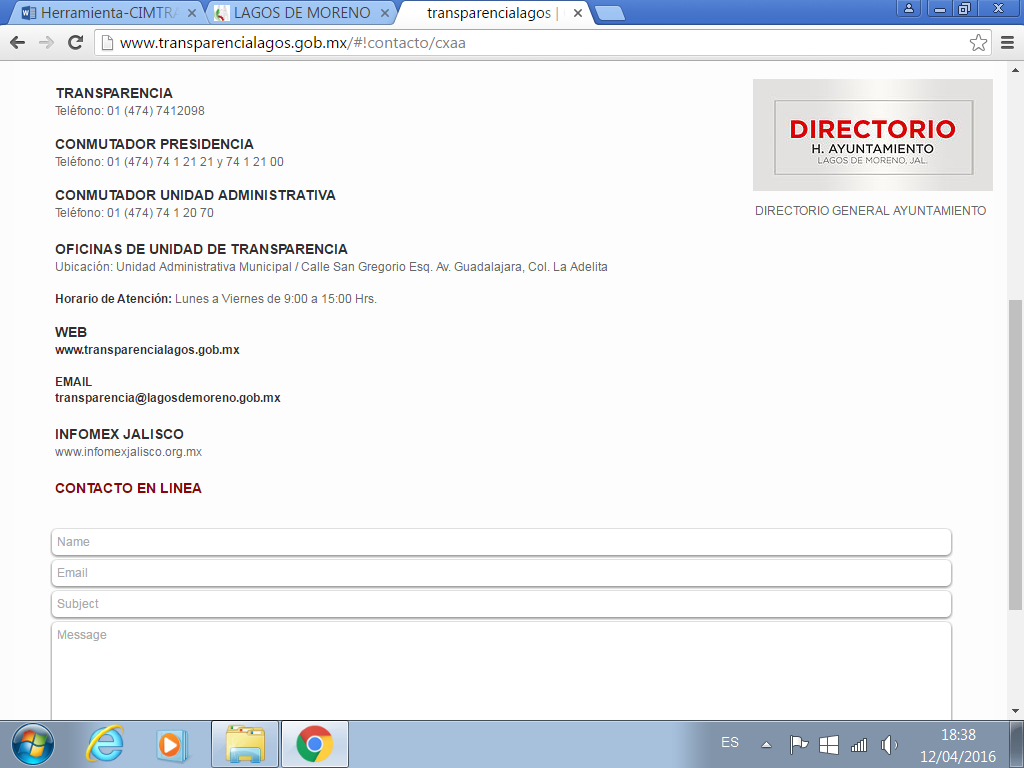 Herramienta-CIMTRA
LAGOS DE MORENO
transparencialagos |
www.transparencialagos.gob.mx/#!contacto/cxaa
TRANSPARENCIA
Teléfono: 01 (474) 7412098
CONMUTADOR PRESIDENCIA
Teléfono: 01 (474) 74 1 21 21 y 74 1 21 00
CONMUTADOR UNIDAD ADMINISTRATIVA
Teléfono: 01 (474) 74 1 20 70
DIRECTORIO
H. AYUNTAMIENTO
LAGOS DE MORENO, JAL.
DIRECTORIO GENERAL AYUNTAMIENTO
OFICINAS DE UNIDAD DE TRANSPARENCIA
Ubicación: Unidad Administrativa Municipal / Calle San Gregorio Esq. Av. Guadalajara, Col. La Adelita
Horario de Atención: Lunes a Viernes de 9:00 a 15:00 Hrs.
WEB
www.transparencialagos.gob.mx
EMAIL
transparencia@lagosdemoreno.gob.mx
INFOMEX JALISCO
www.infomexjalisco.org.mx
CONTACTO EN LINEA
Name
Email
Subject
Message
ES
18:38
12/04/2016